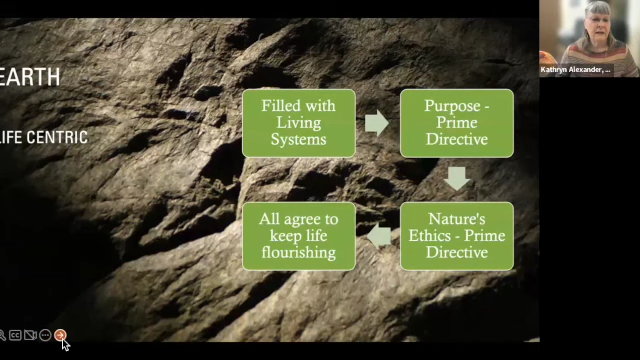 EARTH
LIFE CENTRIC
Filled with
Living
Systems
Purpose -
Prime
Directive
Nature's
Ethics - Prime
Directive
All agree to
keep life
flourishing
Kathryn Alexander, ...
CC